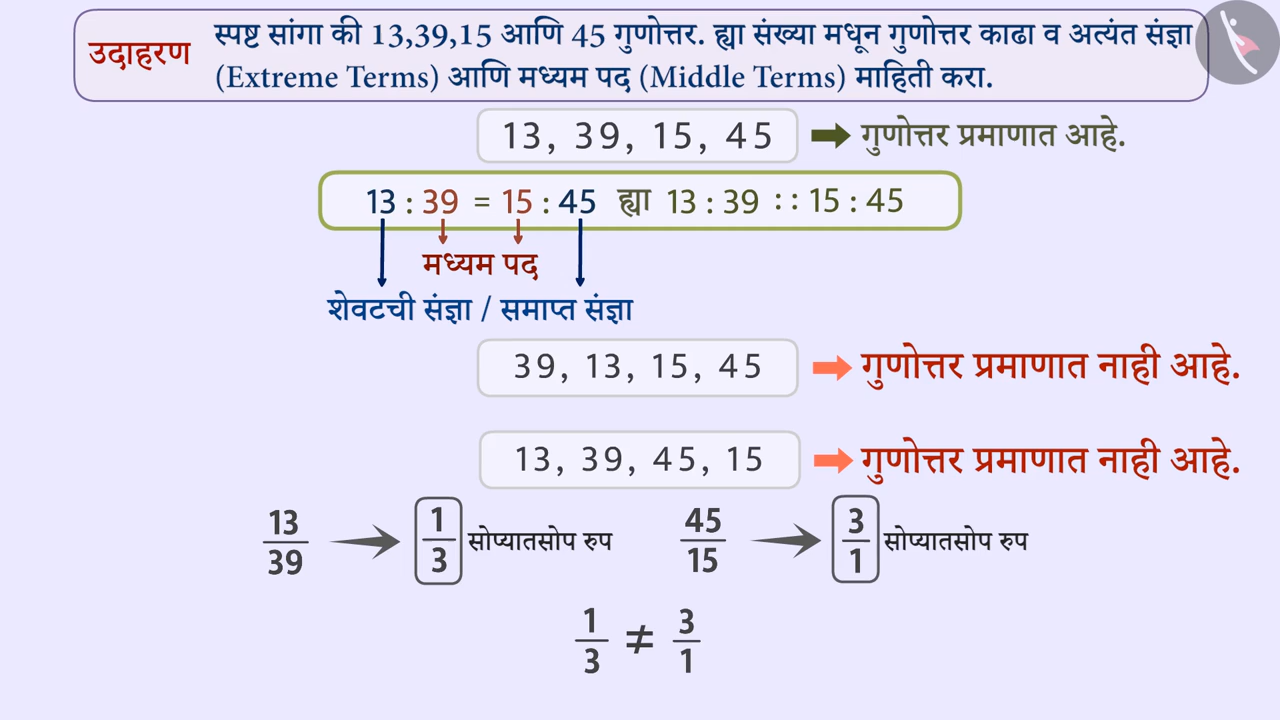 उदाहरण
स्पष्ट सांगा की 13,39,15 आणि 45 गुणोत्तर. ह्या संख्या मधून गुणोत्तर काढा व अत्यंत संज्ञा
(Extreme Terms) आणि मध्यम पद (Middle Terms) माहिती करा.
13, 39, 15, 45 गुणोत्तर प्रमाणात आहे.
13 : 39 = 15 : 45 ह्या 13 : 39 : : 15 : 45
मध्यम पद
शेवटची संज्ञा / समाप्त संज्ञा
39, 13, 15, 45 गुणोत्तर प्रमाणात नाही आहे.
13, 39, 45, 15 गुणोत्तर प्रमाणात नाही आहे.
13/39 1/3 सोप्यातसोप रुप 45/15 3/1 सोप्यातसोप रुप
1/3 ≠ 3/1